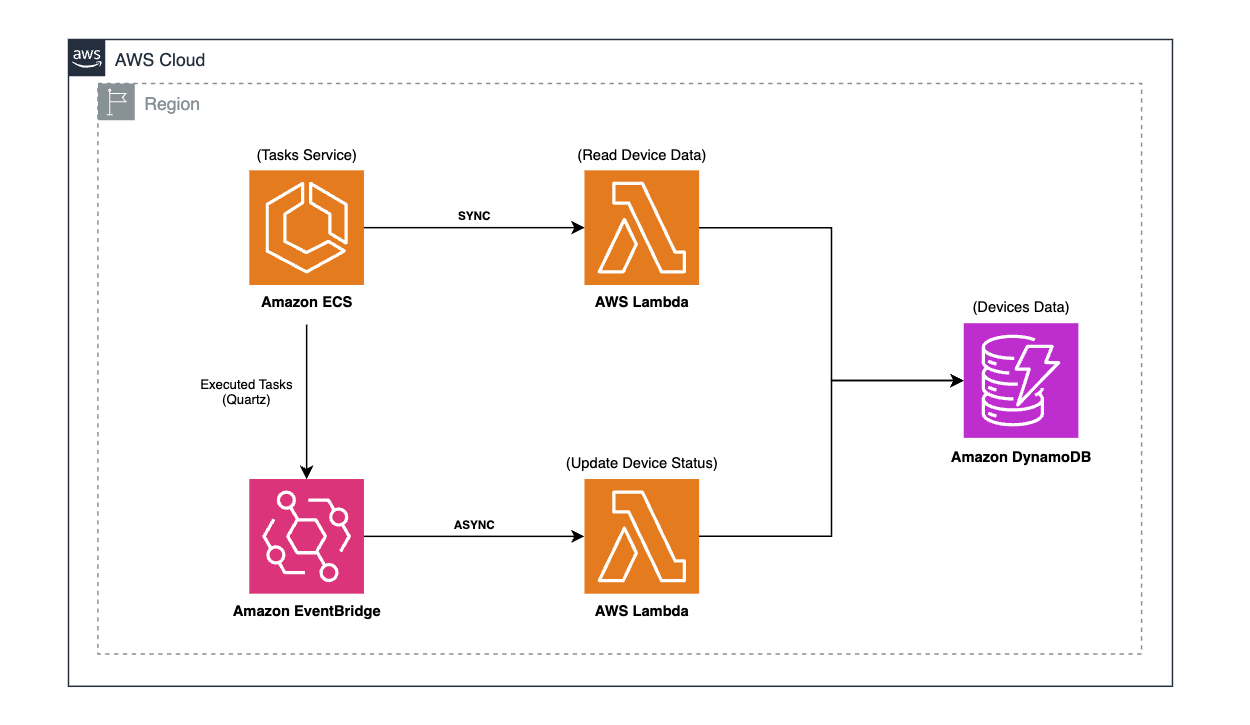 aws
AWS Cloud
Region
(Tasks Service)
(Read Device Data)
SYNC
Amazon ECS
AWS Lambda
(Devices Data)
Executed Tasks
(Quartz)
Amazon DynamoDB
(Update Device Status)
ASYNC
Amazon EventBridge
AWS Lambda